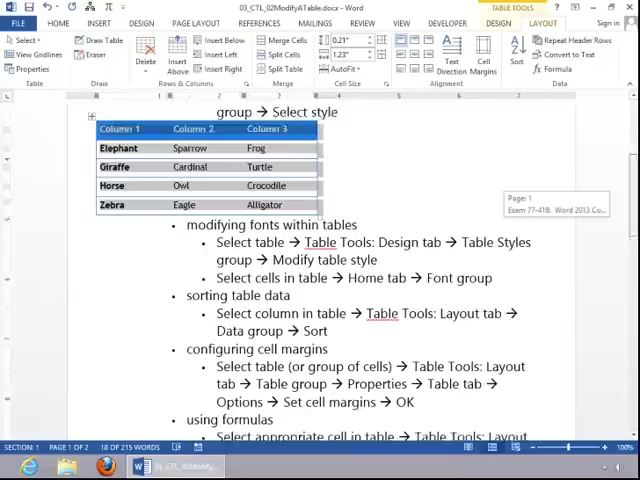 03_CTL_02ModifyATable.docx - Word
TABLE TOOLS
FILE HOME INSERT DESIGN PAGE LAYOUT REFERENCES MAILINGS REVIEW VIEW DEVELOPER DESIGN LAYOUT Sign in
Select
View Gridlines
Properties
Table
Draw Table
Eraser
Draw
Delete
Insert Above
Insert Below
Insert Left
Insert Right
Rows & Columns
Merge Cells
Split Cells
Split Table
Merge
0.21"
1.23"
AutoFit
Cell Size
Text Direction
Cell Margins
Alignment
Sort
Repeat Header Rows
Convert to Text
Formula
Data
group → Select style
Column 1 Column 2 Column 3
Elephant Sparrow Frog
Giraffe Cardinal Turtle
Horse Owl Crocodile
Zebra Eagle Alligator
Page: 1
Exam 77-418: Word 2013 Co...
▪ modifying fonts within tables
▪ Select table → Table Tools: Design tab → Table Styles
group → Modify table style
▪ Select cells in table → Home tab → Font group
▪ sorting table data
▪ Select column in table → Table Tools: Layout tab →
Data group → Sort
▪ configuring cell margins
▪ Select table (or group of cells) → Table Tools: Layout
tab → Table group → Properties → Table tab →
Options → Set cell margins → OK
▪ using formulas
▪ Select appropriate cell in table → Table Tools: Layout
SECTION: 1 PAGE 1 OF 2 18 OF 215 WORDS 100%